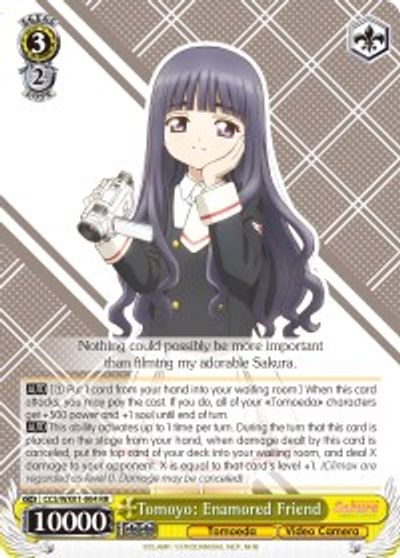 3
2
Nothing could possibly be more important
than filming my adorable Sakura.
AUTO [① Put 1 card from your hand into your waiting room] When this card
attacks, you may pay the cost. If you do, all of your «Tomoeda» characters
get +500 power and +1 soul until end of turn.
AUTO This ability activates up to 1 time per turn. During the turn that this card is
placed on the stage from your hand, when damage dealt by this card is
canceled, put the top card of your deck into your waiting room, and deal X
damage to your opponent. X is equal to that card's level +1. (Climax are
regarded as 0. Damage may be canceled)
10000
Tomoyo: Enamored Friend
Sakura
Tomoeda
Video Camera